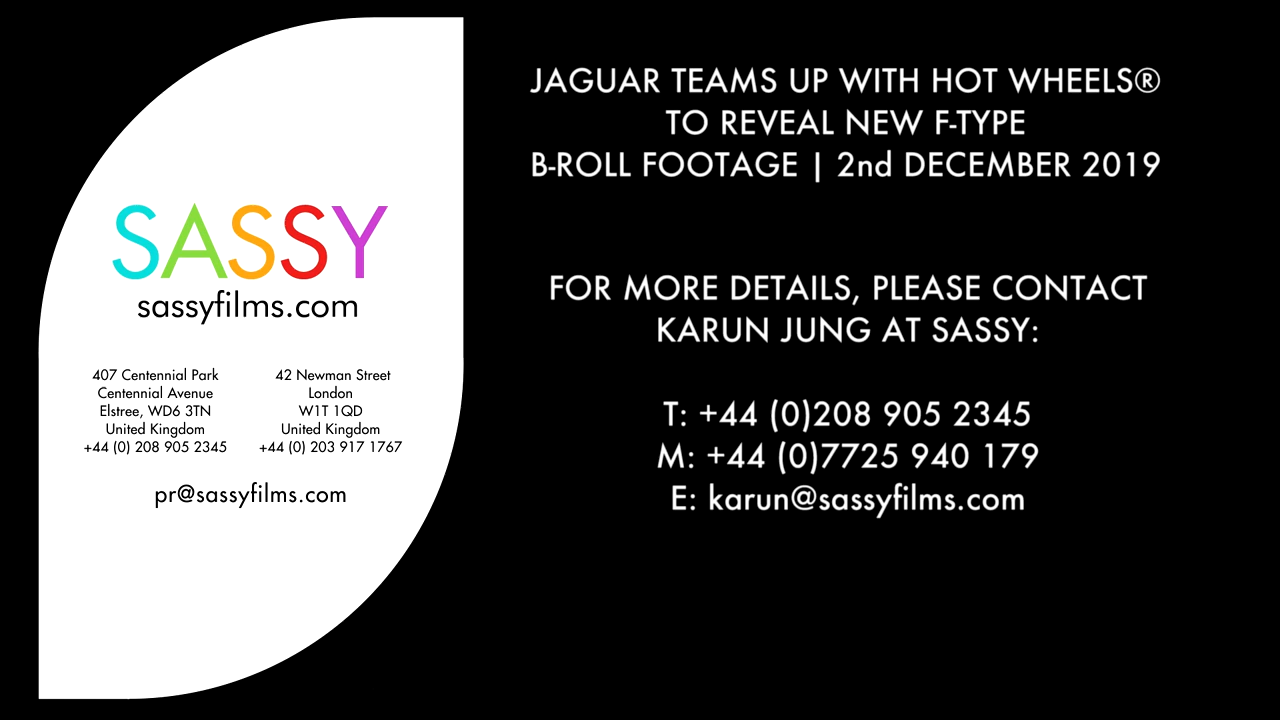 SASSY
sassyfilms.com
407 Centennial Park
Centennial Avenue
Elstree, WD6 3TN
United Kingdom
+44 (0) 208 905 2345
42 Newman Street
London
W1T 1QD
United Kingdom
+44 (0) 203 917 1767
pr@sassyfilms.com
JAGUAR TEAMS UP WITH HOT WHEELS®
TO REVEAL NEW F-TYPE
B-ROLL FOOTAGE | 2nd DECEMBER 2019
FOR MORE DETAILS, PLEASE CONTACT
KARUN JUNG AT SASSY:
T: +44 (0)208 905 2345
M: +44 (0)7725 940 179
E: karun@sassyfilms.com